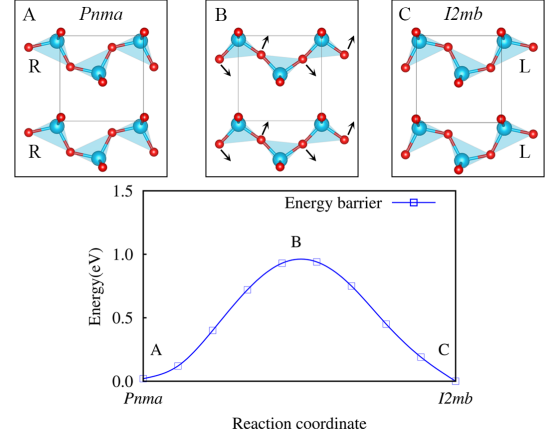 A Pnma
B
C I2mb
R
L
R
L
1.5
Energy barrier
1.0
B
Energy(eV)
0.5
A
C
0.0
Pnma
I2mb
Reaction coordinate